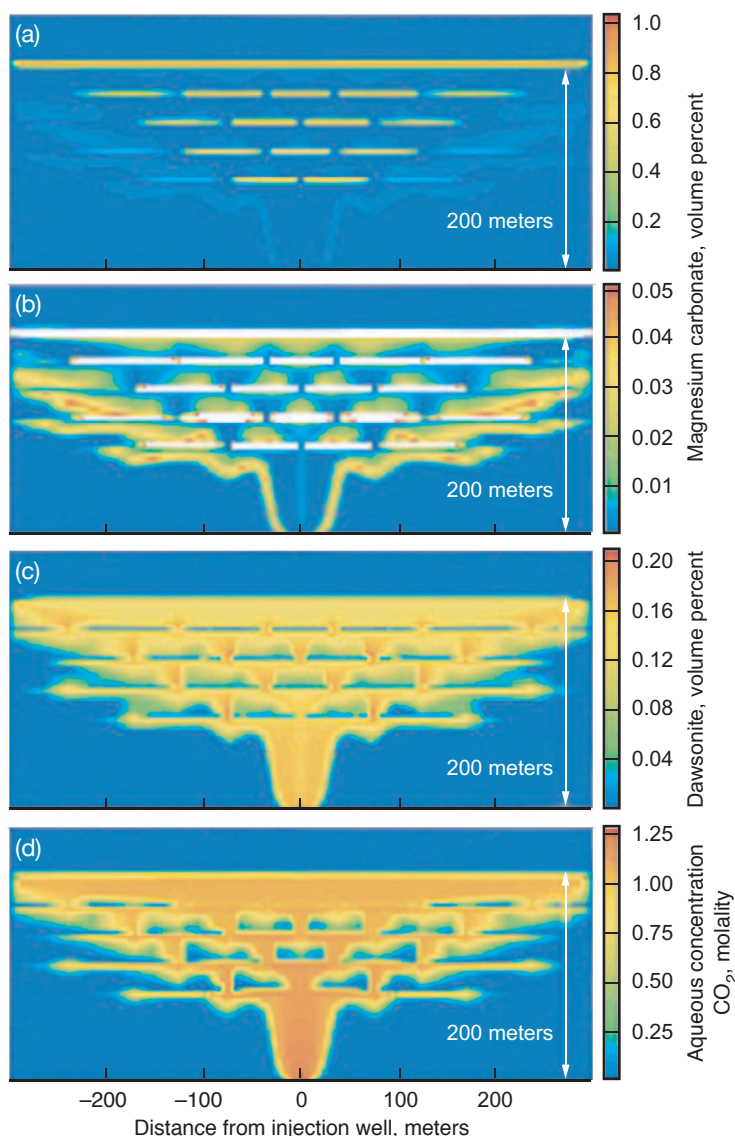 (a)
200 meters
1.0
0.8
0.6
0.4
0.2
(b)
200 meters
0.05
0.04
0.03
0.02
0.01
Magnesium carbonate, volume percent
(c)
200 meters
0.20
0.16
0.12
0.08
0.04
Dawsonite, volume percent
(d)
200 meters
1.25
1.00
0.75
0.50
0.25
Aqueous concentration
CO₂, molality
−200
−100
0
100
200
Distance from injection well, meters